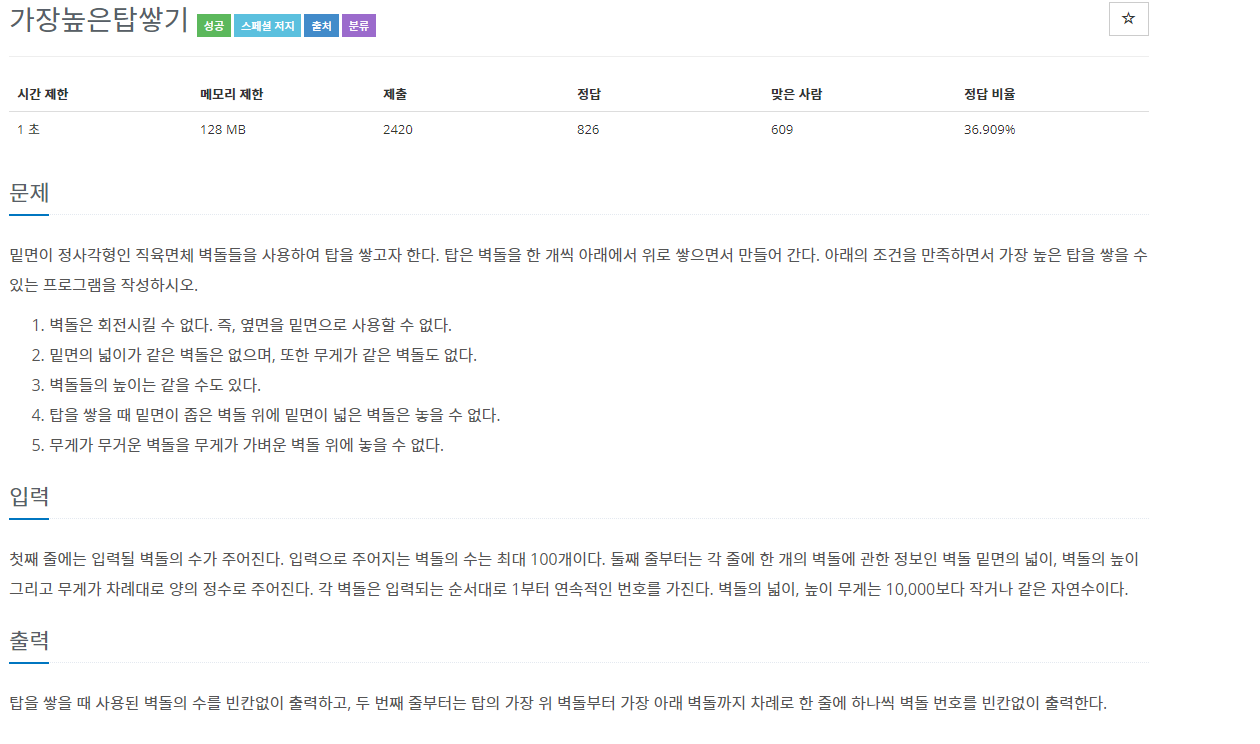 가장높은탑쌓기 성공 스페셜 저지 출처 분류
☆
시간 제한 메모리 제한 제출 정답 맞은 사람 정답 비율
1 초 128 MB 2420 826 609 36.909%
문제
밑면이 정사각형인 직육면체 벽돌들을 사용하여 탑을 쌓고자 한다. 탑은 벽돌을 한 개씩 아래에서 위로 쌓으면서 만들어 간다. 아래의 조건을 만족하면서 가장 높은 탑을 쌓을 수
있는 프로그램을 작성하시오.
1. 벽돌은 회전시킬 수 없다. 즉, 옆면을 밑면으로 사용할 수 없다.
2. 밑면의 넓이가 같은 벽돌은 없으며, 또한 무게가 같은 벽돌도 없다.
3. 벽돌들의 높이는 같을 수도 있다.
4. 탑을 쌓을 때 밑면이 좁은 벽돌 위에 밑면이 넓은 벽돌은 놓을 수 없다.
5. 무게가 무거운 벽돌을 무게가 가벼운 벽돌 위에 놓을 수 없다.
입력
첫째 줄에는 입력될 벽돌의 수가 주어진다. 입력으로 주어지는 벽돌의 수는 최대 100개이다. 둘째 줄부터는 각 줄에 한 개의 벽돌에 관한 정보인 벽돌 밑면의 넓이, 벽돌의 높이
그리고 무게가 차례대로 양의 정수로 주어진다. 각 벽돌은 입력되는 순서대로 1부터 연속적인 번호를 가진다. 벽돌의 넓이, 높이 무게는 10,000보다 작거나 같은 자연수이다.
출력
탑을 쌓을 때 사용된 벽돌의 수를 빈칸없이 출력하고, 두 번째 줄부터는 탑의 가장 위 벽돌부터 가장 아래 벽돌까지 차례로 한 줄에 하나씩 벽돌 번호를 빈칸없이 출력한다.